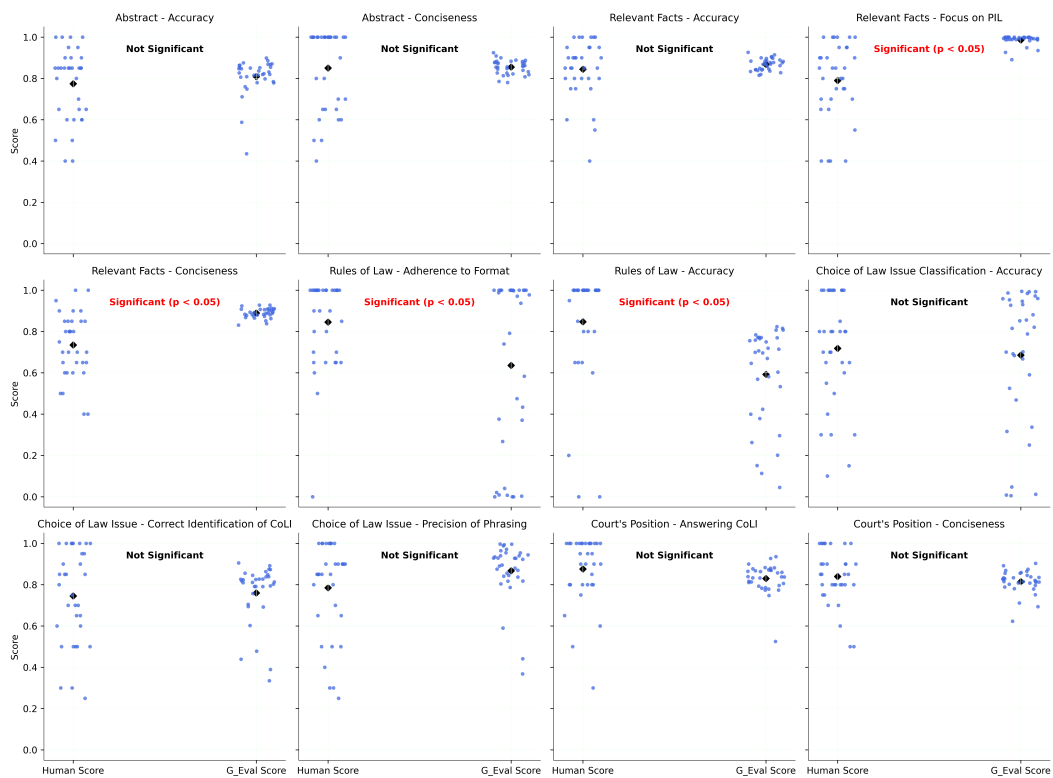 Abstract - Accuracy
Abstract - Conciseness
Relevant Facts - Accuracy
Relevant Facts - Focus on PIL
1.0
0.8
0.6
0.4
0.2
0.0
Score
Not Significant
Not Significant
Not Significant
Significant (p < 0.05)
Relevant Facts - Conciseness
Rules of Law - Adherence to Format
Rules of Law - Accuracy
Choice of Law Issue Classification - Accuracy
1.0
0.8
0.6
0.4
0.2
0.0
Score
Significant (p < 0.05)
Significant (p < 0.05)
Significant (p < 0.05)
Not Significant
Choice of Law Issue - Correct Identification of CoLI
Choice of Law Issue - Precision of Phrasing
Court's Position - Answering CoLI
Court's Position - Conciseness
1.0
0.8
0.6
0.4
0.2
0.0
Score
Not Significant
Not Significant
Not Significant
Not Significant
Human Score
G_Eval Score
Human Score
G_Eval Score
Human Score
G_Eval Score
Human Score
G_Eval Score